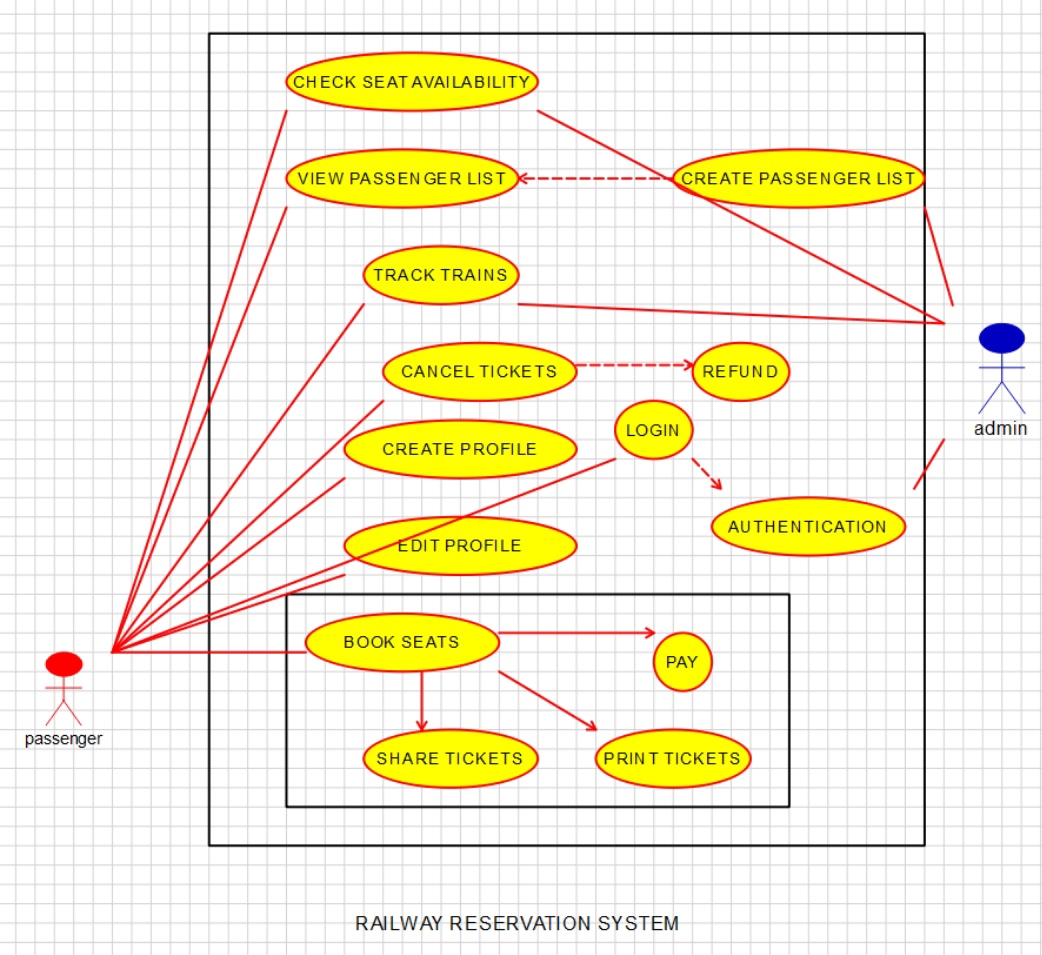 CHECK SEAT AVAILABILITY
VIEW PASSENGER LIST
CREATE PASSENGER LIST
TRACK TRAINS
CANCEL TICKETS
REFUND
admin
LOGIN
CREATE PROFILE
AUTHENTICATION
EDIT PROFILE
BOOK SEATS
PAY
passenger
SHARE TICKETS
PRINT TICKETS
RAILWAY RESERVATION SYSTEM